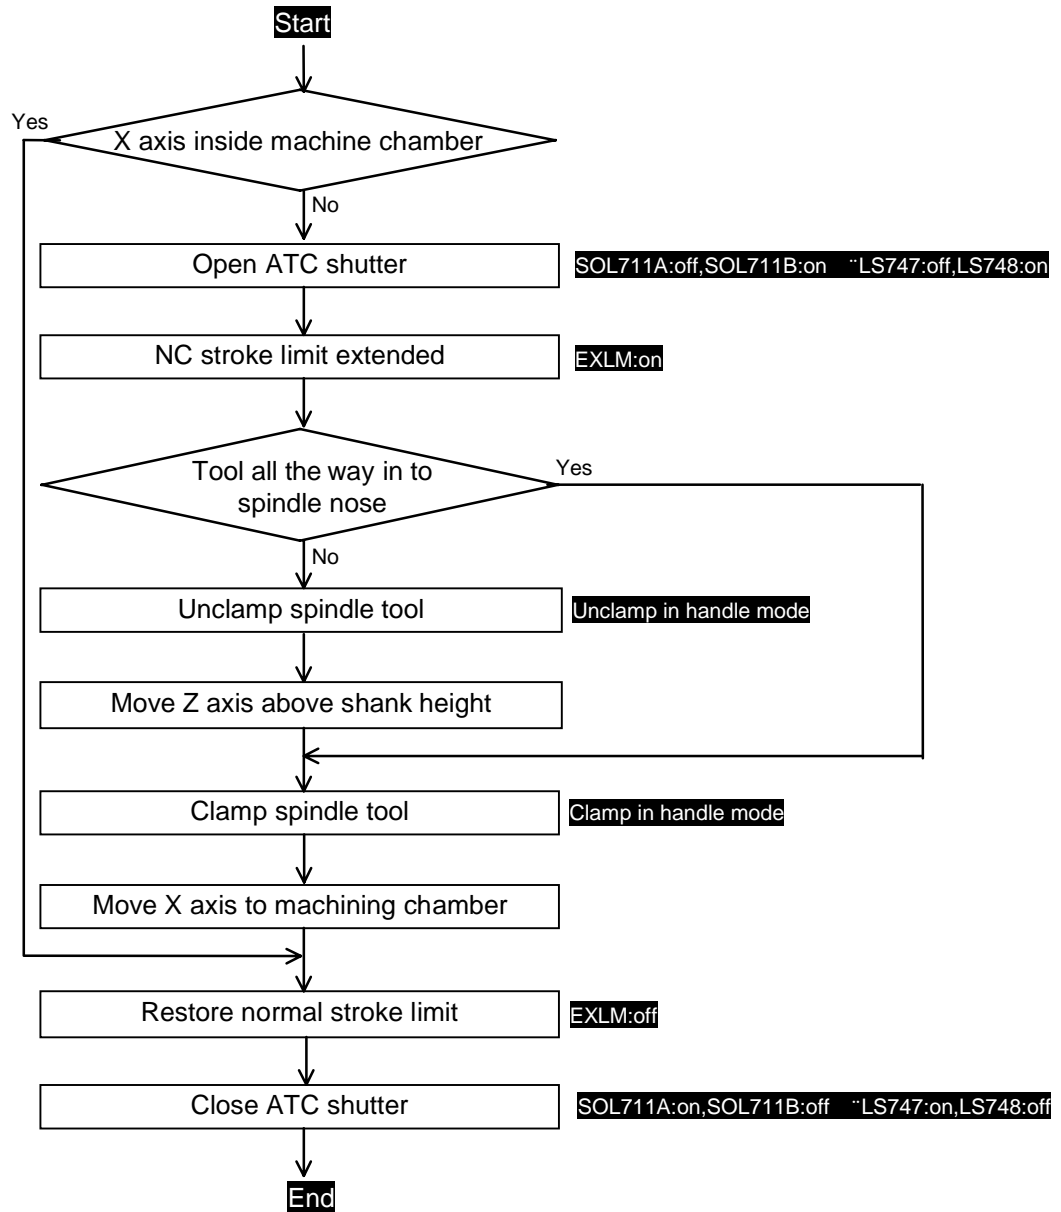 Start
Yes
X axis inside machine chamber
No
Open ATC shutter
SOL711A:off,SOL711B:on ¨LS747:off,LS748:on
NC stroke limit extended
EXLM:on
Tool all the way in to
spindle nose
Yes
No
Unclamp spindle tool
Unclamp in handle mode
Move Z axis above shank height
Clamp spindle tool
Clamp in handle mode
Move X axis to machining chamber
Restore normal stroke limit
EXLM:off
Close ATC shutter
SOL711A:on,SOL711B:off ¨LS747:on,LS748:off
End